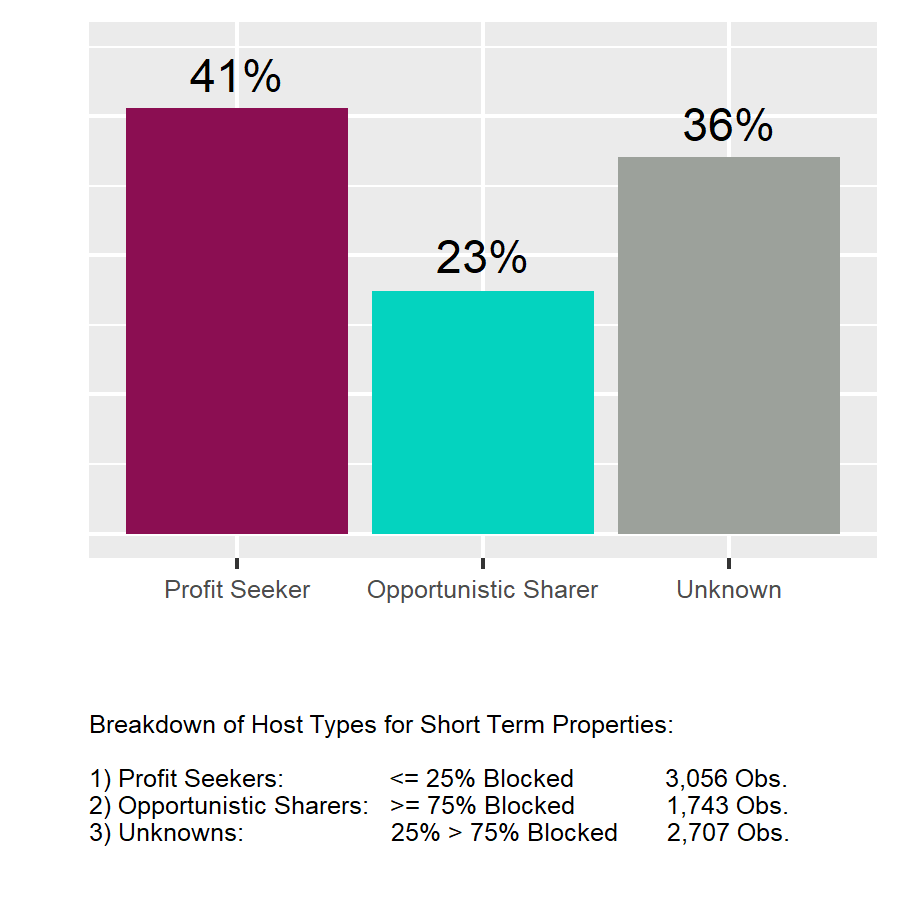 41%
36%
23%
Profit Seeker Opportunistic Sharer Unknown
Breakdown of Host Types for Short Term Properties:
1) Profit Seekers: <= 25% Blocked 3,056 Obs.
2) Opportunistic Sharers: >= 75% Blocked 1,743 Obs.
3) Unknowns: 25% > 75% Blocked 2,707 Obs.